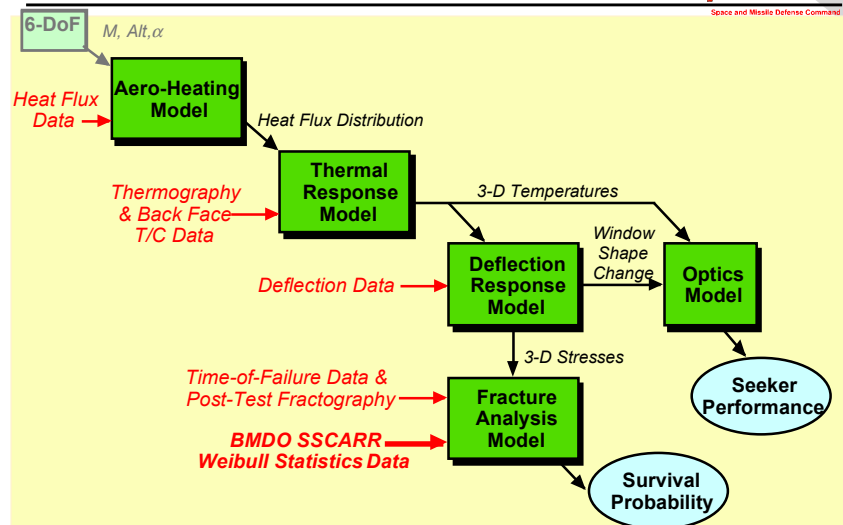 Space and Missile Defense Command
6-DoF
M, Alt,α
Aero-Heating
Model
Heat Flux
Data
Heat Flux Distribution
Thermal
Response
Model
Thermography
& Back Face
T/C Data
3-D Temperatures
Window
Shape
Change
Deflection
Response
Model
Optics
Model
Deflection Data
3-D Stresses
Time-of-Failure Data &
Post-Test Fractography
Fracture
Analysis
Model
Seeker
Performance
BMDO SSCARR
Weibull Statistics Data
Survival
Probability